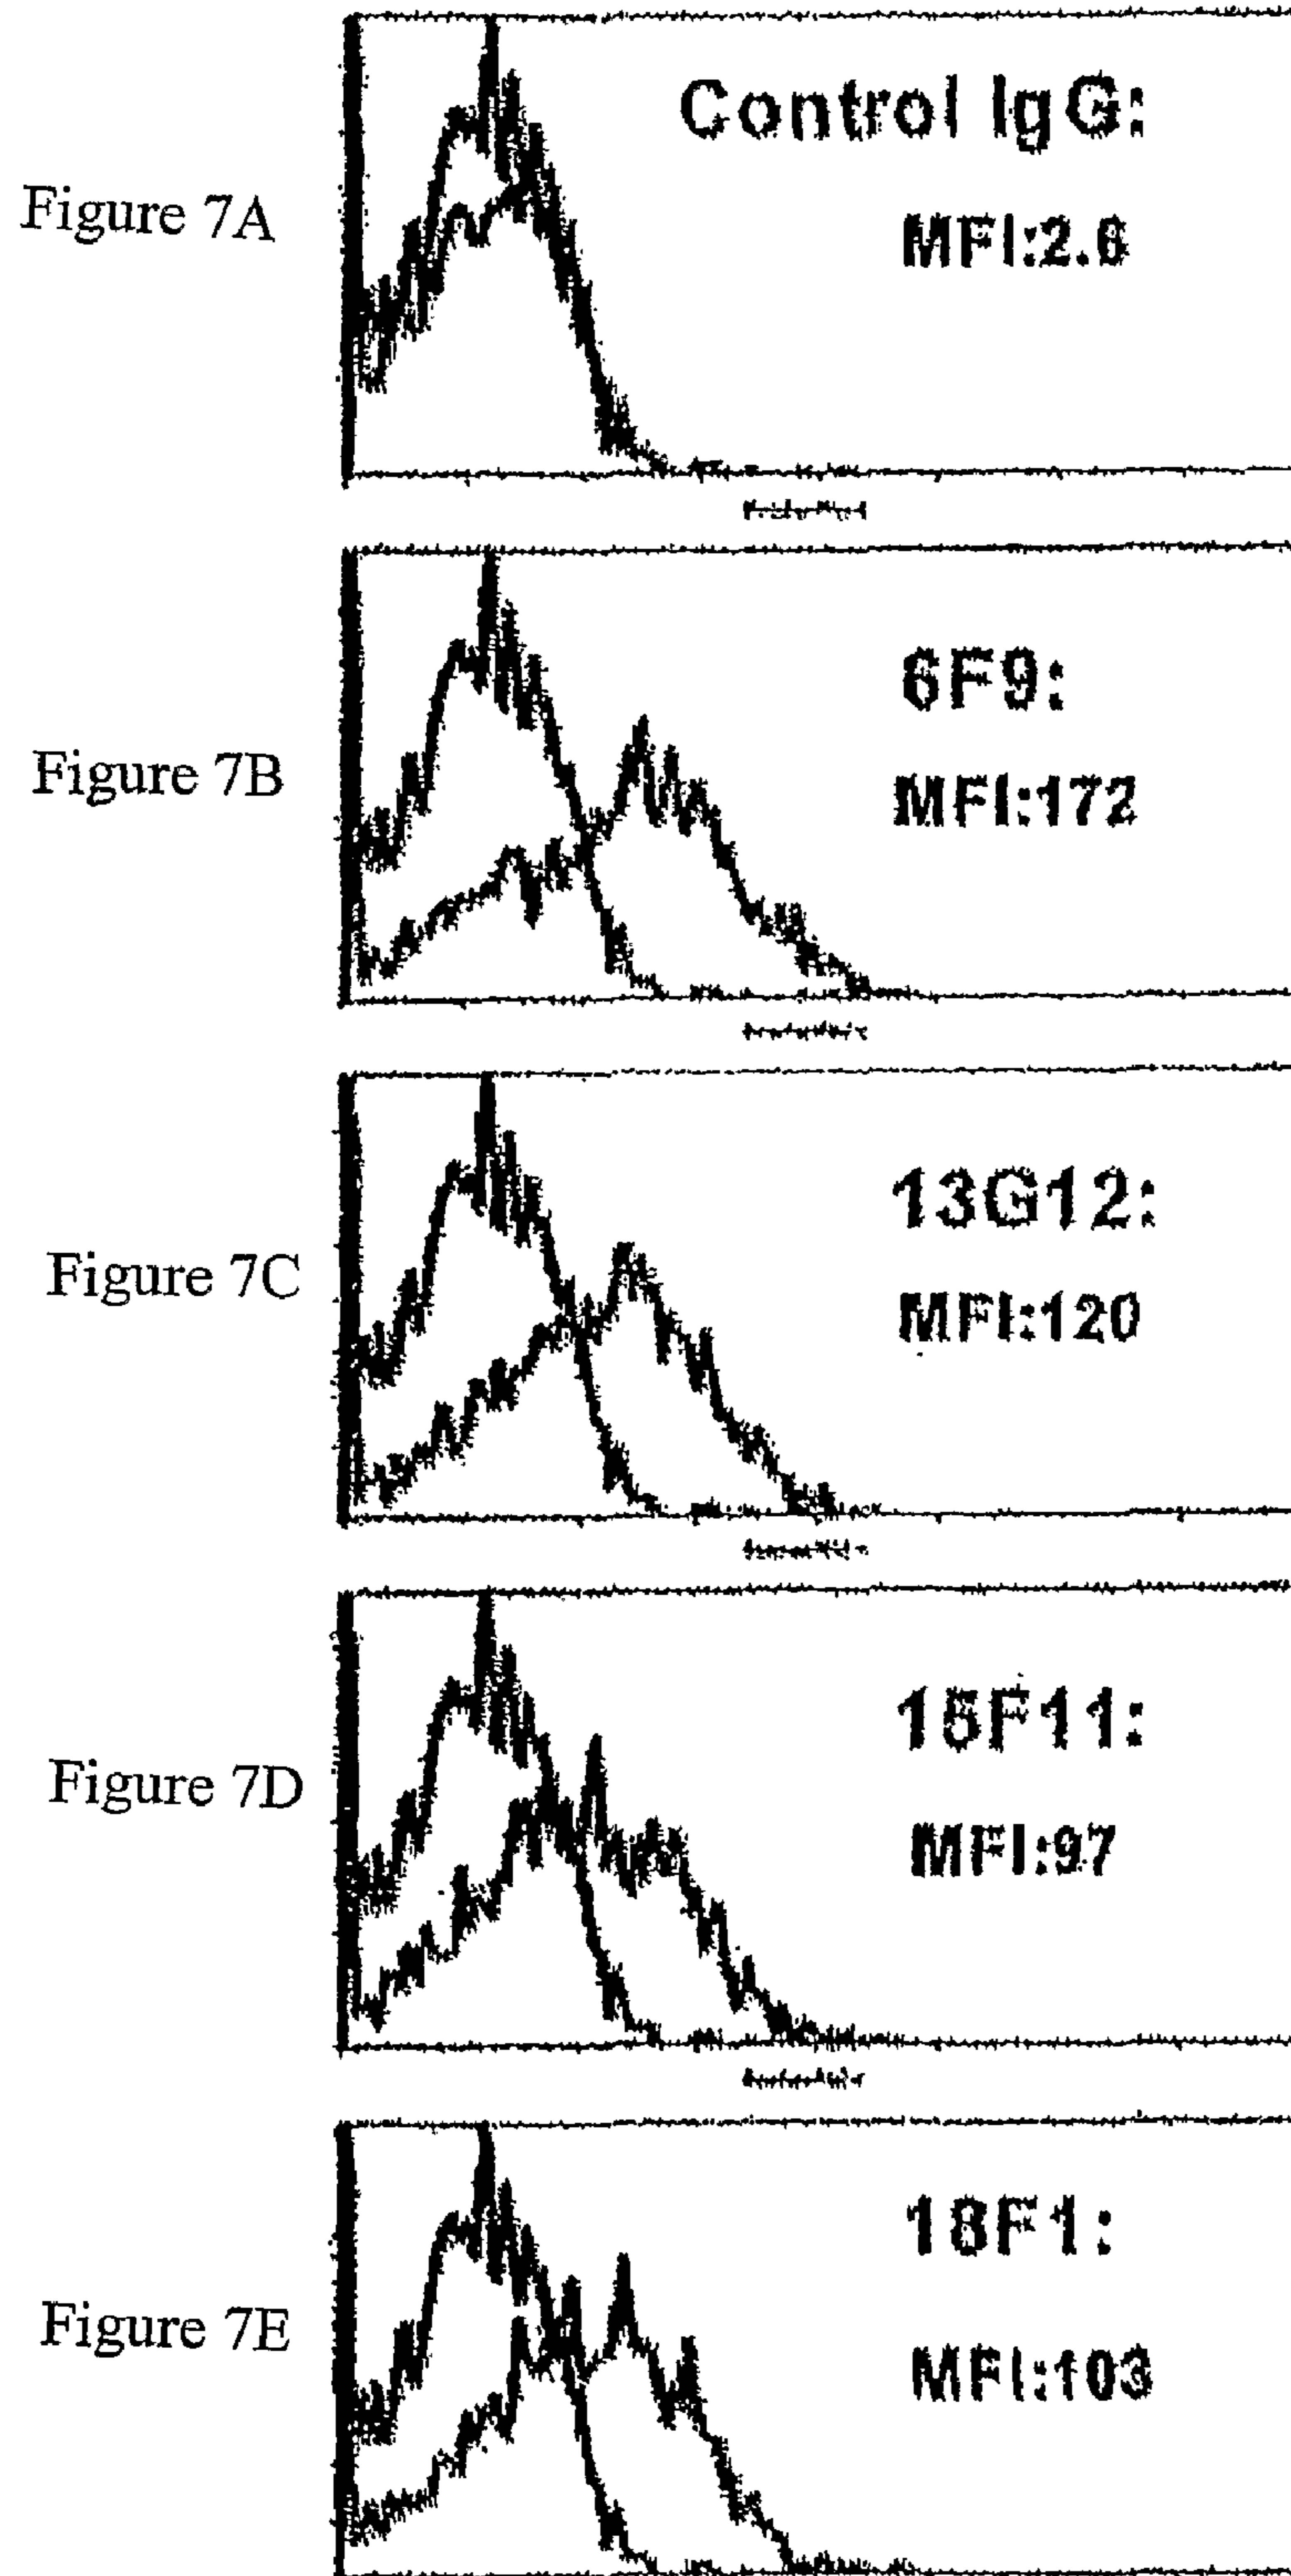 Figure 7A
Control IgG:
MFI:2.6
Figure 7B
6F9:
MFI:172
Figure 7C
13G12:
MFI:120
Figure 7D
15F11:
MFI:97
Figure 7E
18F1:
MFI:103